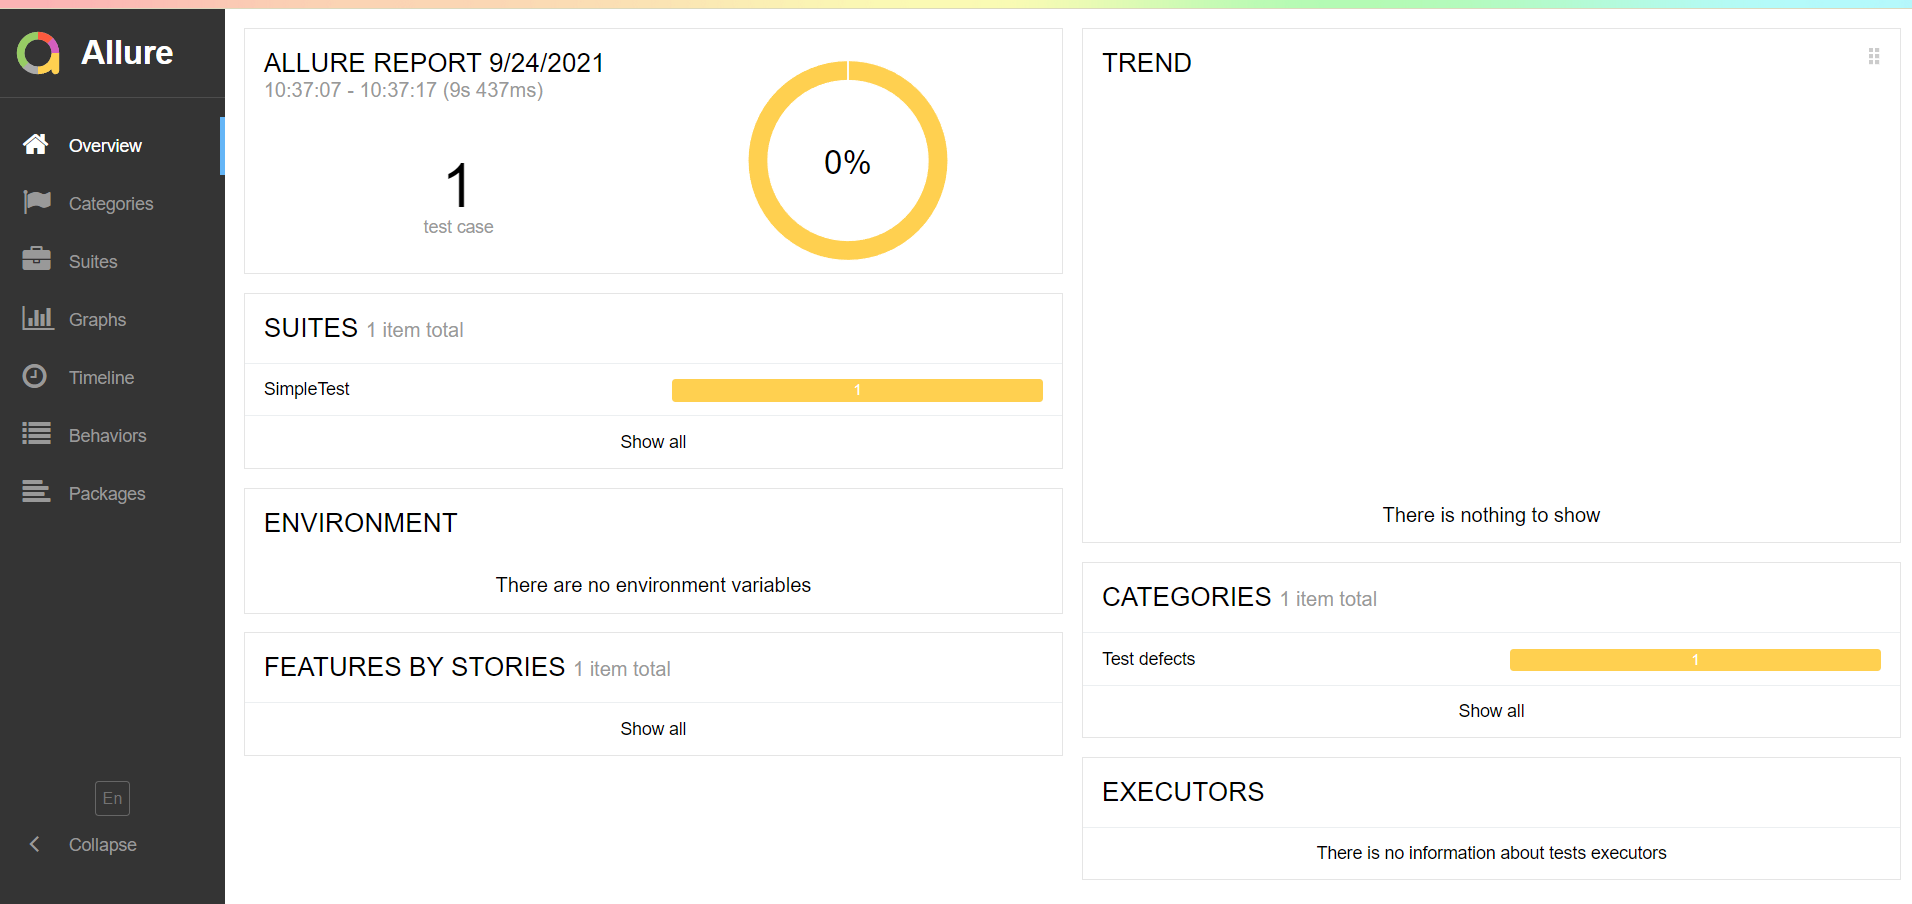 Allure
Overview
Categories
Suites
Graphs
Timeline
Behaviors
Packages
En
Collapse
ALLURE REPORT 9/24/2021
10:37:07 - 10:37:17 (9s 437ms)
1
test case
0%
SUITES 1 item total
SimpleTest 1
Show all
ENVIRONMENT
There are no environment variables
FEATURES BY STORIES 1 item total
Show all
TREND
There is nothing to show
CATEGORIES 1 item total
Test defects 1
Show all
EXECUTORS
There is no information about tests executors